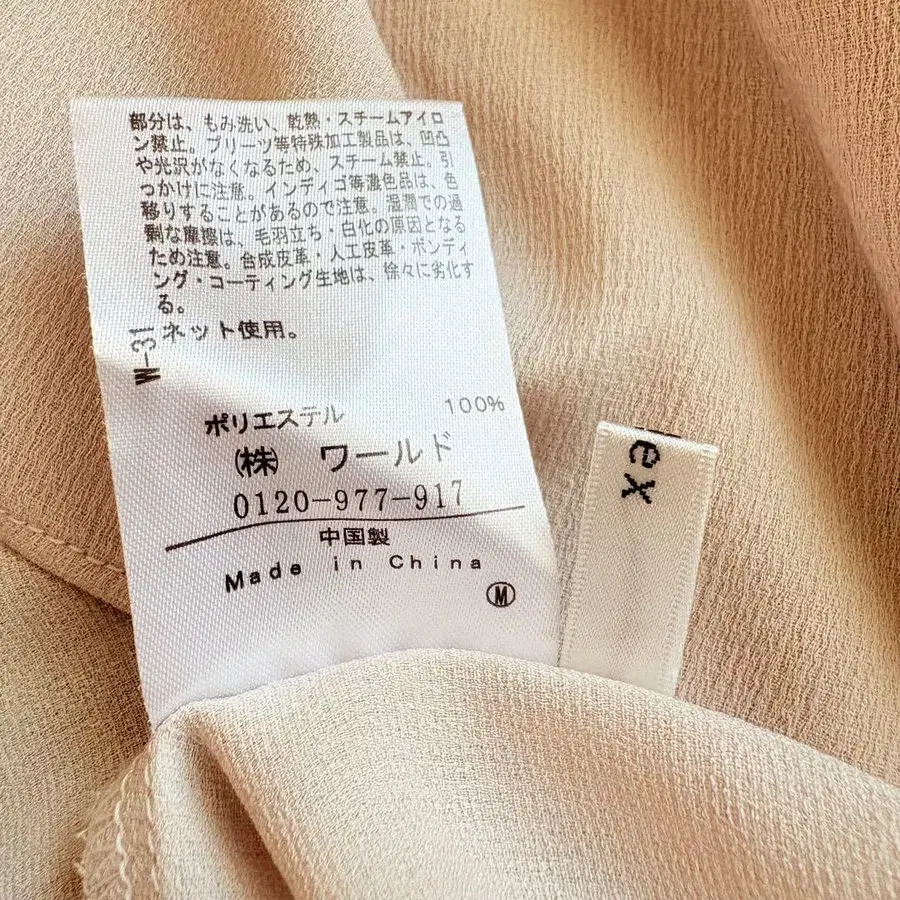 部分は、もみ洗い、乾熱・スチームアイロ
ン禁止。プリーツ等特殊加工製品は、凹凸
や光沢がなくなるため、スチーム禁止。引
っかけに注意。インディゴ等濃色品は、色
移りすることがあるので注意。湿潤での過
剰な摩擦は、毛羽立ち・白化の原因となる
ため注意。合成皮革・人工皮革・ボンディ
ング・コーティング生地は、徐々に劣化す
る。
ネット使用。
W-31
ポリエステル 100%
(株) ワールド
0120-977-917
中国製
Made in China
M
ex